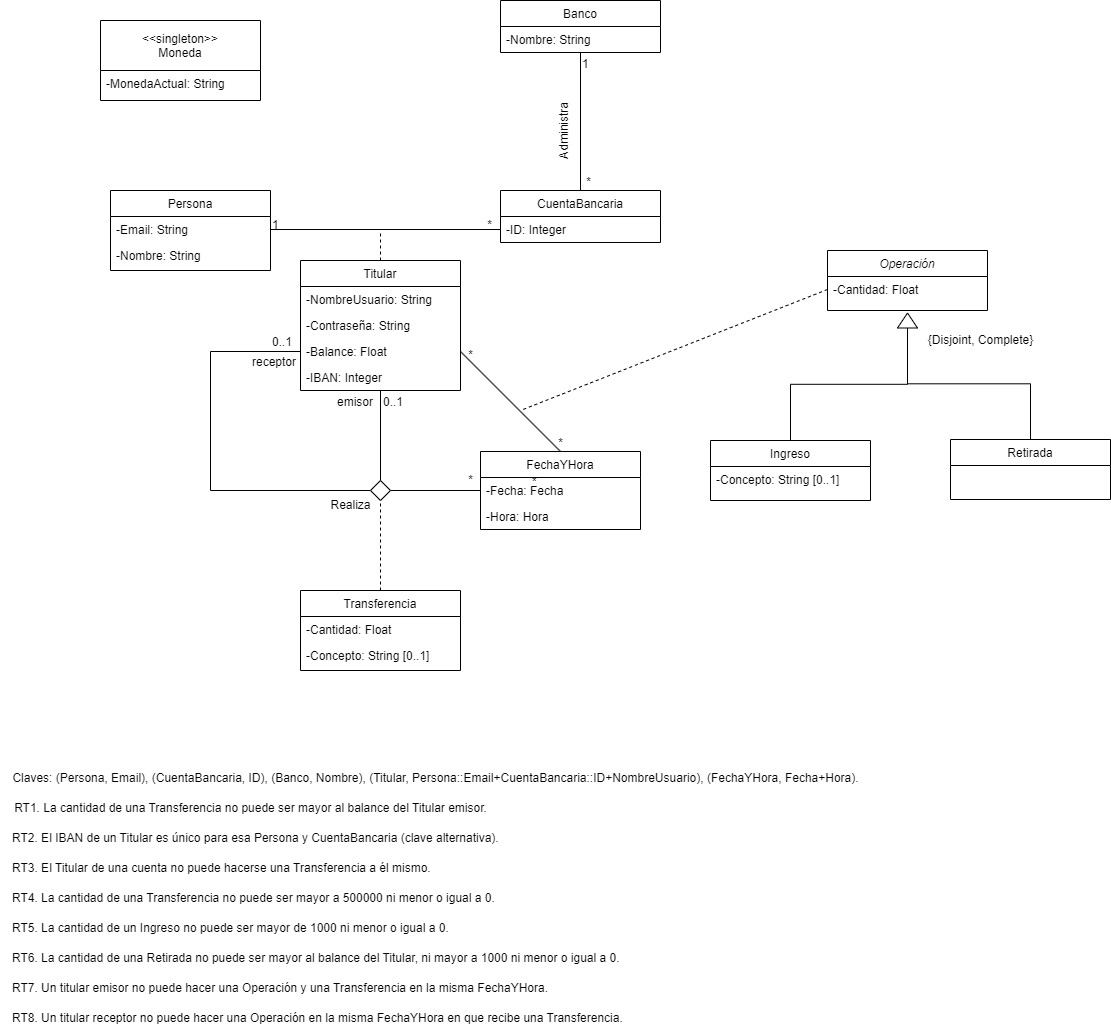 Banco
-Nombre: String
<<singleton>>
Moneda
-MonedaActual: String
1
Administra
*
Persona
-Email: String
-Nombre: String
1
*
CuentaBancaria
-ID: Integer
Titular
-NombreUsuario: String
-Contraseña: String
-Balance: Float
-IBAN: Integer
Operación
-Cantidad: Float
{Disjoint, Complete}
0..1
receptor
*
emisor
0..1
*
FechaYHora
-Fecha: Fecha
-Hora: Hora
*
*
Realiza
Ingreso
-Concepto: String [0..1]
Retirada
Transferencia
-Cantidad: Float
-Concepto: String [0..1]
Claves: (Persona, Email), (CuentaBancaria, ID), (Banco, Nombre), (Titular, Persona::Email+CuentaBancaria::ID+NombreUsuario), (FechaYHora, Fecha+Hora).
RT1. La cantidad de una Transferencia no puede ser mayor al balance del Titular emisor.
RT2. El IBAN de un Titular es único para esa Persona y CuentaBancaria (clave alternativa).
RT3. El Titular de una cuenta no puede hacerse una Transferencia a él mismo.
RT4. La cantidad de una Transferencia no puede ser mayor a 500000 ni menor o igual a 0.
RT5. La cantidad de un Ingreso no puede ser mayor de 1000 ni menor o igual a 0.
RT6. La cantidad de una Retirada no puede ser mayor al balance del Titular, ni mayor a 1000 ni menor o igual a 0.
RT7. Un titular emisor no puede hacer una Operación y una Transferencia en la misma FechaYHora.
RT8. Un titular receptor no puede hacer una Operación en la misma FechaYHora en que recibe una Transferencia.